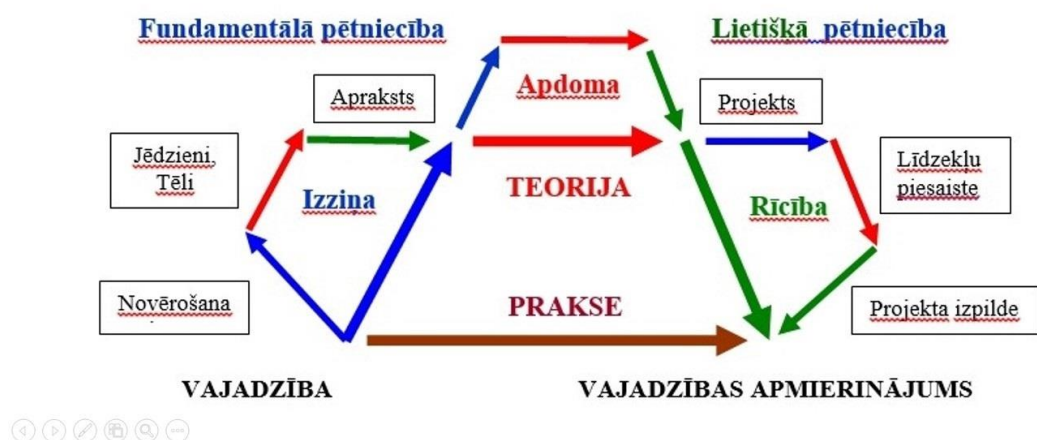 Fundamentālā pētniecība
Lietišķā pētniecība
Apraksts
Apdoma
Projekts
Jēdzieni,
Tēli
Izziņa
TEORIJA
Rīcība
Līdzekļu
piesaiste
Novērošana
PRAKSE
Projekta izpilde
VAJADZĪBA
VAJADZĪBAS APMIERINĀJUMS